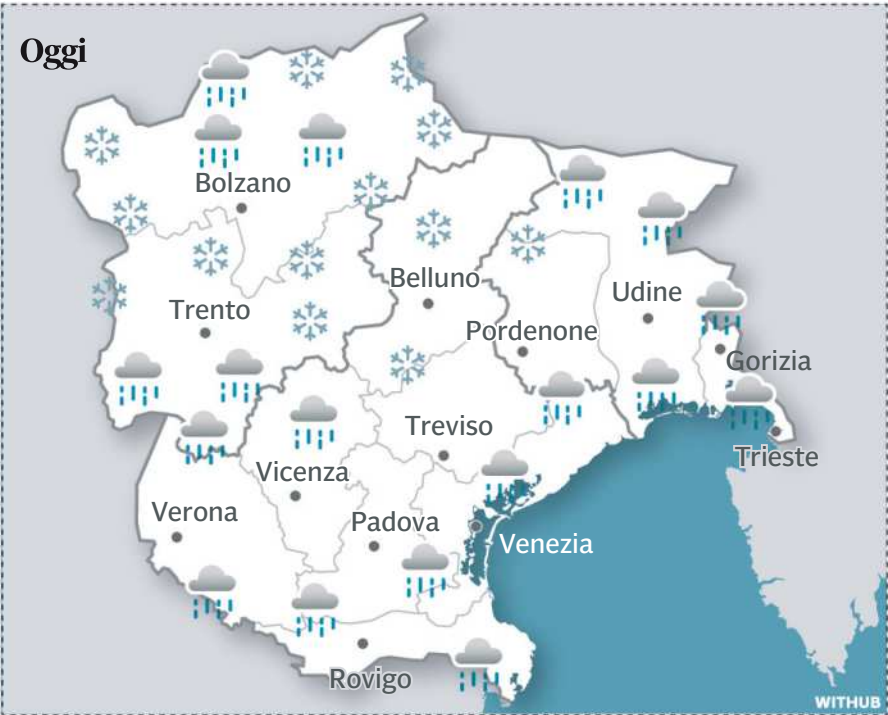 Oggi
Bolzano
Belluno
Trento
Udine
Pordenone
Gorizia
Treviso
Trieste
Vicenza
Verona
Padova
Venezia
Rovigo
WITHUB